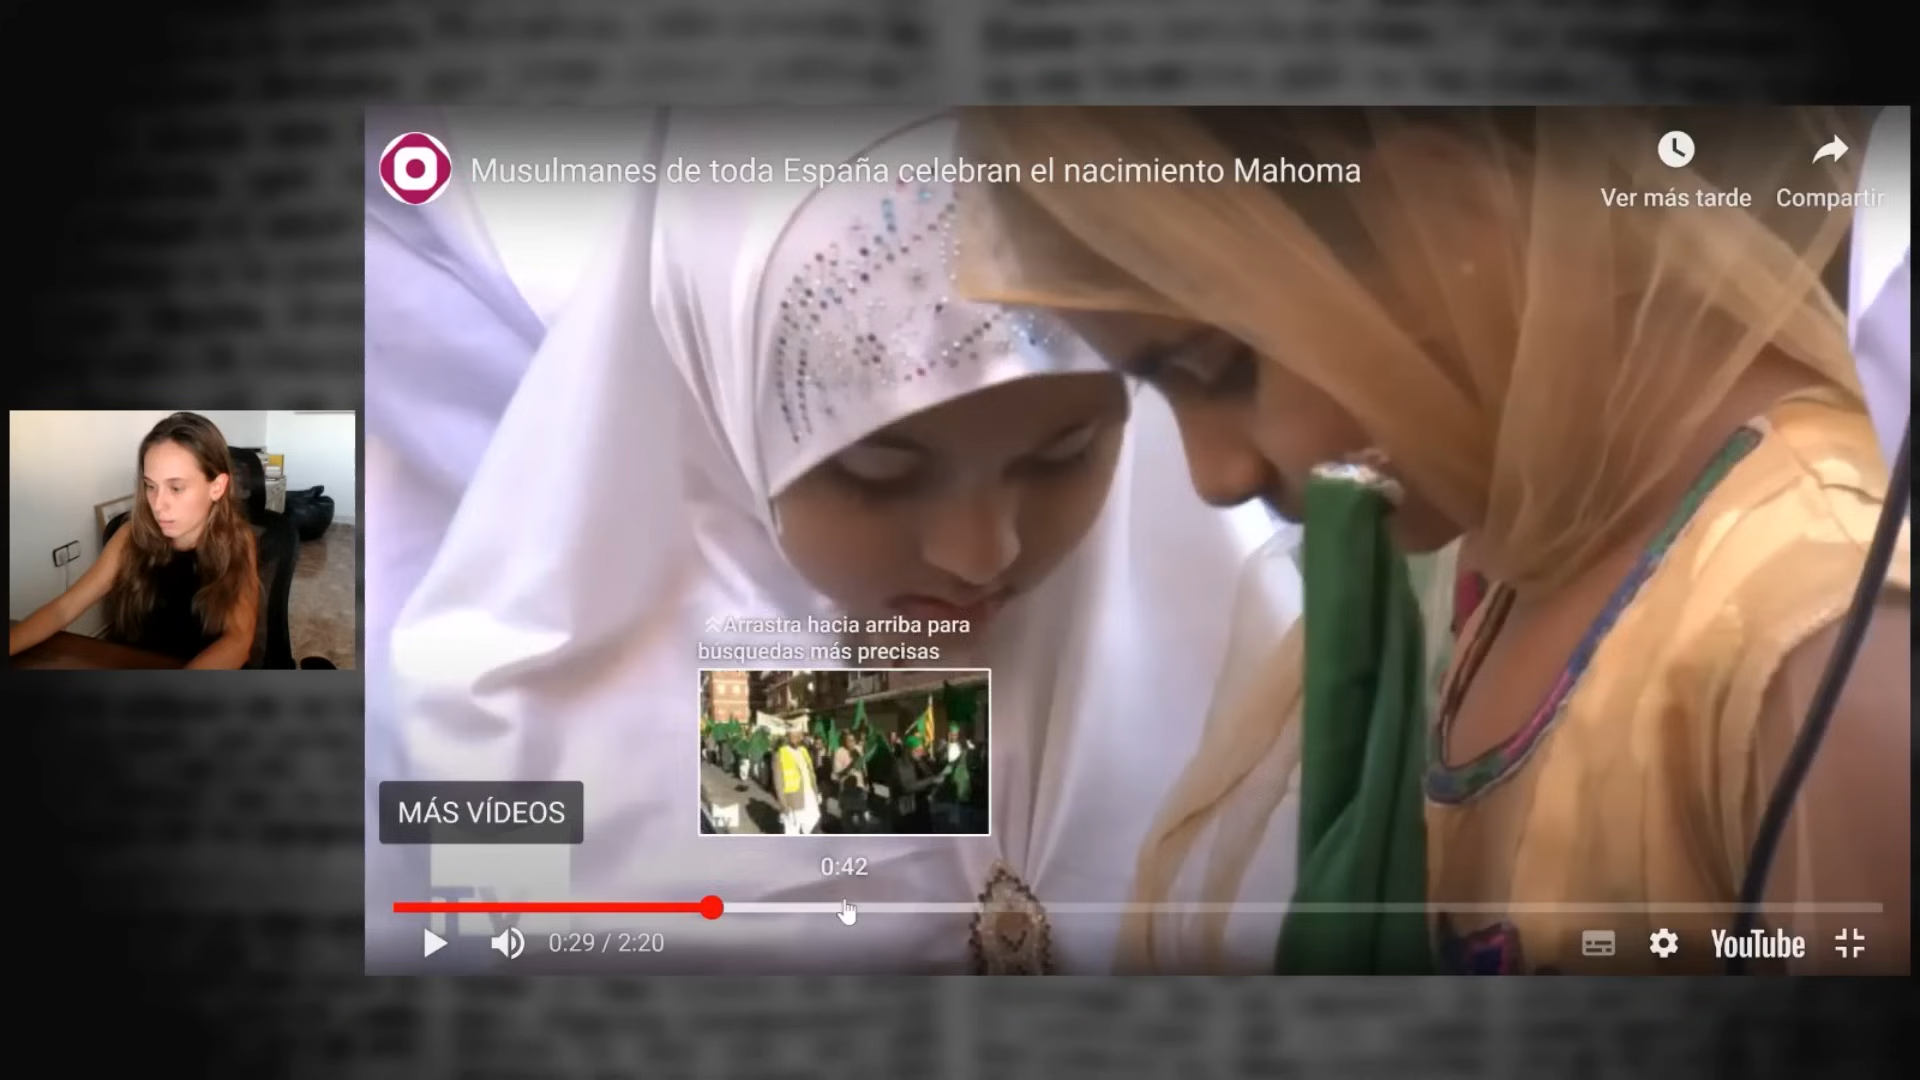 Musulmanes de toda España celebran el nacimiento Mahoma
Ver más tarde
Compartir
Arrastra hacia arriba para
búsquedas más precisas
MÁS VÍDEOS
0:42
TV
0:29 / 2:20
YouTube